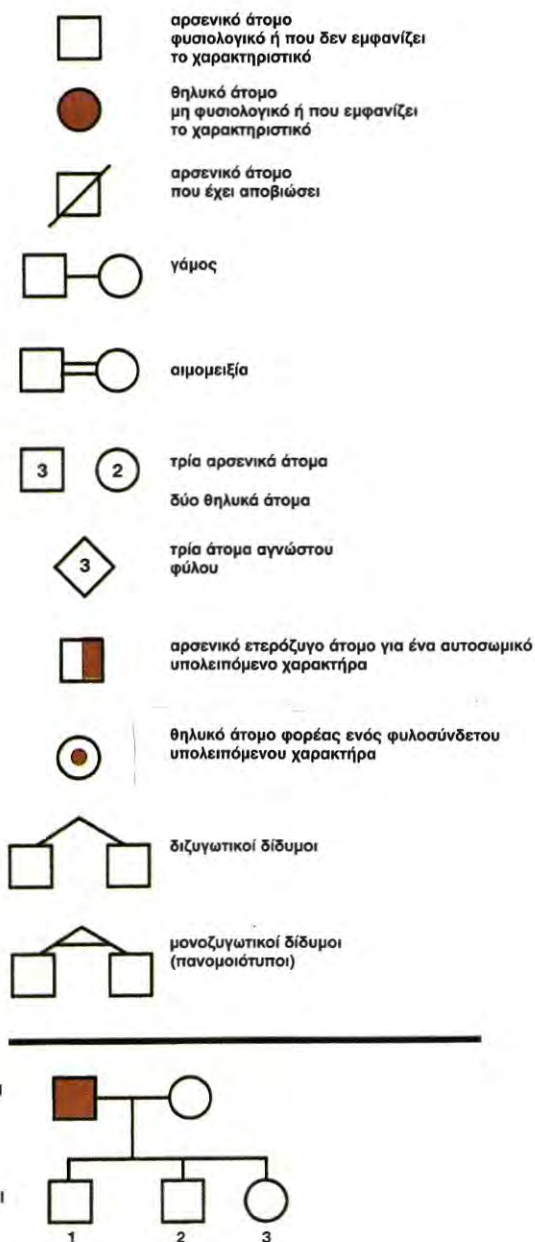 αρσενικό άτομο
φυσιολογικό ή που δεν εμφανίζει
το χαρακτηριστικό
θηλυκό άτομο
μη φυσιολογικό ή που εμφανίζει
το χαρακτηριστικό
αρσενικό άτομο
που έχει αποβιώσει
γάμος
αιμομειξία
3 2 τρία αρσενικά άτομα
δύο θηλυκά άτομα
3 τρία άτομα αγνώστου
φύλου
αρσενικό ετερόζυγο άτομο για ένα αυτοσωμικό
υπολειπόμενο χαρακτήρα
θηλυκό άτομο φορέας ενός φυλοσύνδετου
υπολειπόμενου χαρακτήρα
διζυγωτικοί δίδυμοι
μονοζυγωτικοί δίδυμοι
(πανομοιότυποι)
1 2 3